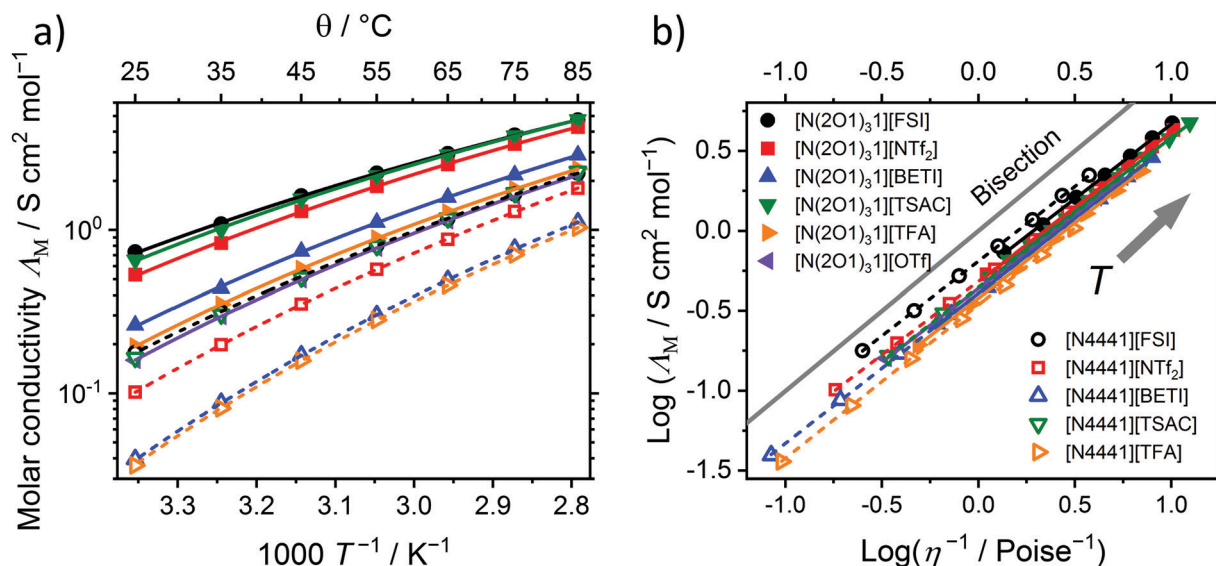 a)
θ / °C
25 35 45 55 65 75 85
Molar conductivity Λ_M / S cm² mol⁻¹
10⁰
10⁻¹
3.3 3.2 3.1 3.0 2.9 2.8
1000 T⁻¹ / K⁻¹
b)
-1.0 -0.5 0.0 0.5 1.0
[N(2O1)₃1][FSI]
[N(2O1)₃1][NTf₂]
[N(2O1)₃1][BETI]
[N(2O1)₃1][TSAC]
[N(2O1)₃1][TFA]
[N(2O1)₃1][OTf]
Bisection
T
[N4441][FSI]
[N4441][NTf₂]
[N4441][BETI]
[N4441][TSAC]
[N4441][TFA]
Log (Λ_M / S cm² mol⁻¹)
0.5
0.0
-0.5
-1.0
-1.5
-1.0 -0.5 0.0 0.5 1.0
Log(η⁻¹ / Poise⁻¹)